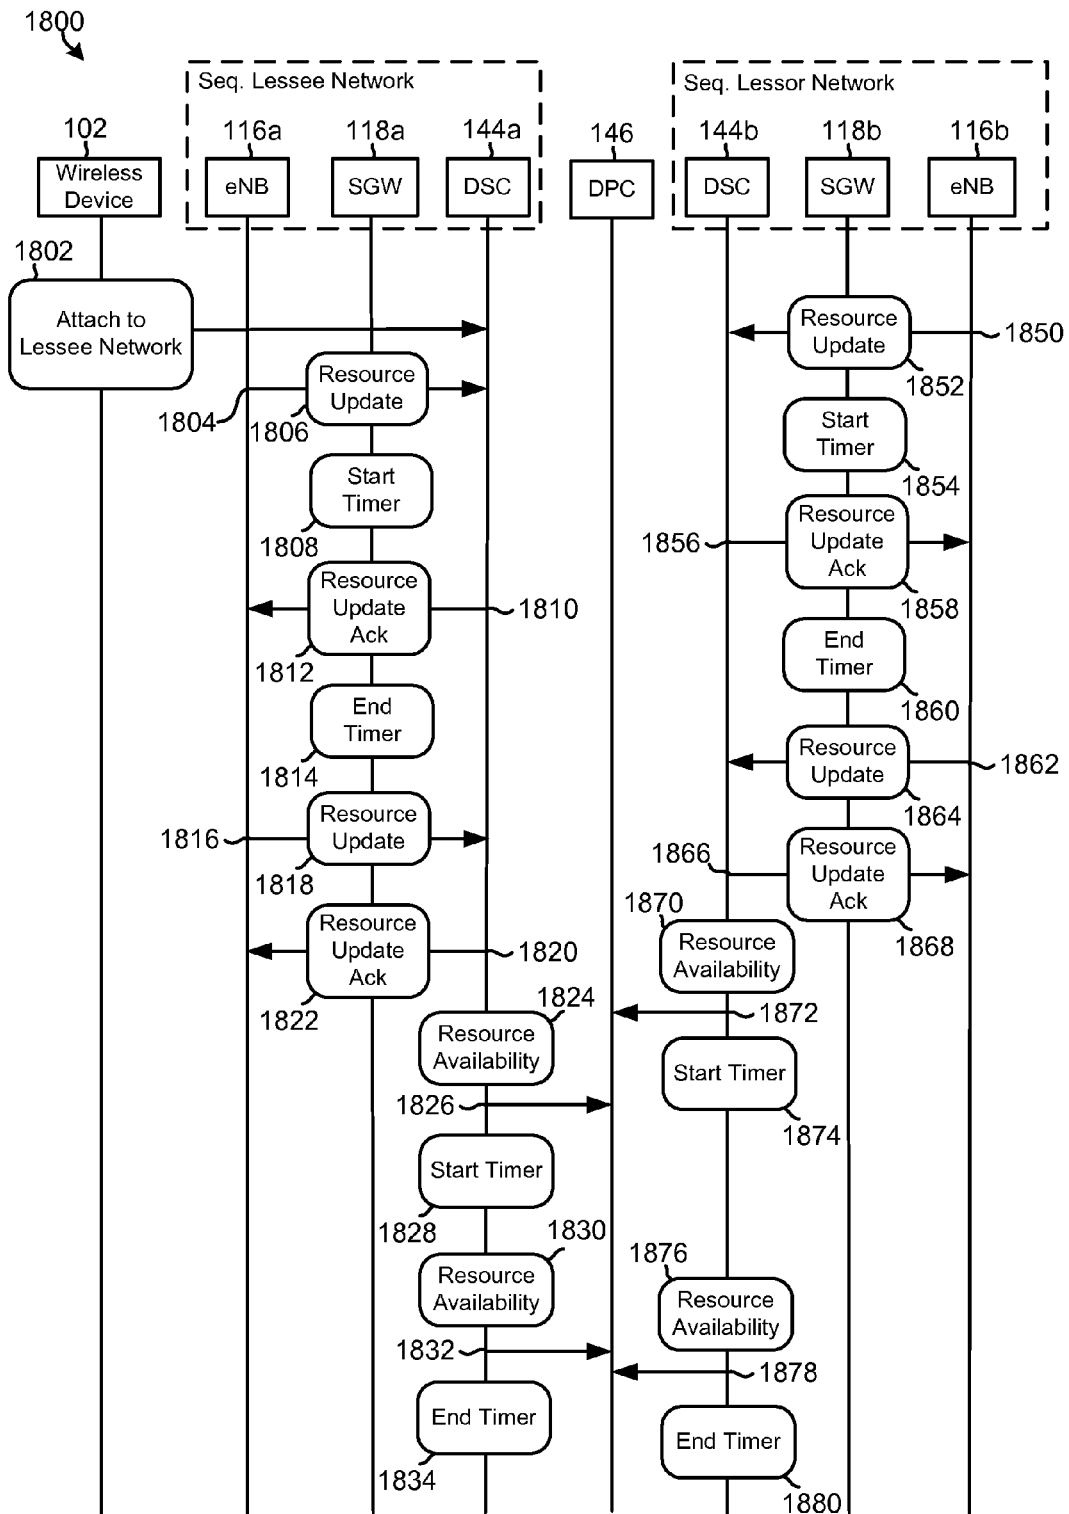 1800
Seq. Lessee Network
Seq. Lessor Network
102
116a
118a
144a
146
144b
118b
116b
Wireless
Device
eNB
SGW
DSC
DPC
DSC
SGW
eNB
1802
Attach to
Lessee Network
Resource
Update
1850
1852
Resource
Update
1804
1806
Start
Timer
1854
Start
Timer
1808
Resource
Update
Ack
1856
1858
Resource
Update
Ack
1810
1812
End
Timer
1860
End
Timer
1814
Resource
Update
1862
1864
Resource
Update
1816
1818
Resource
Update
Ack
1866
1868
Resource
Update
Ack
1820
1822
1870
Resource
Availability
1872
1824
Resource
Availability
1826
Start Timer
1874
Start Timer
1828
1830
Resource
Availability
1832
1876
Resource
Availability
1878
End Timer
1834
End Timer
1880